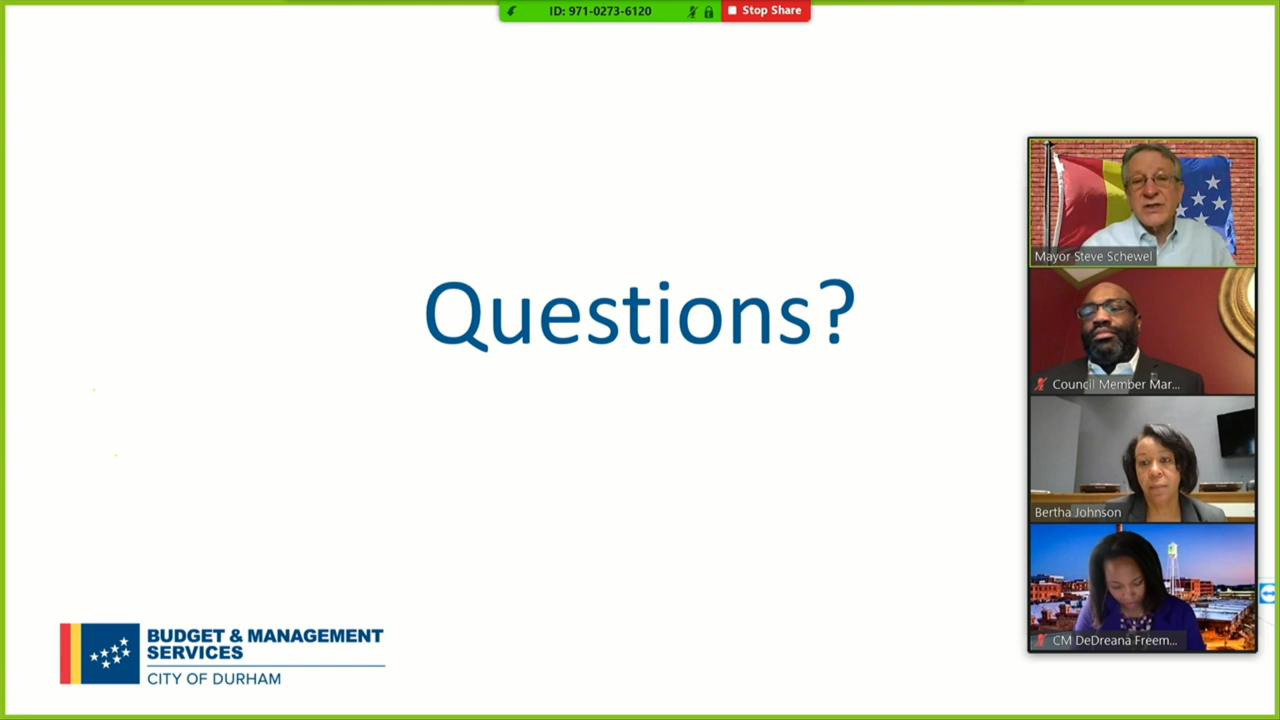 ID: 971-0273-6120
Stop Share
Questions?
Mayor Steve Schewel
Council Member Mar...
Bertha Johnson
CM DeDreana Freem...
BUDGET & MANAGEMENT
SERVICES
CITY OF DURHAM